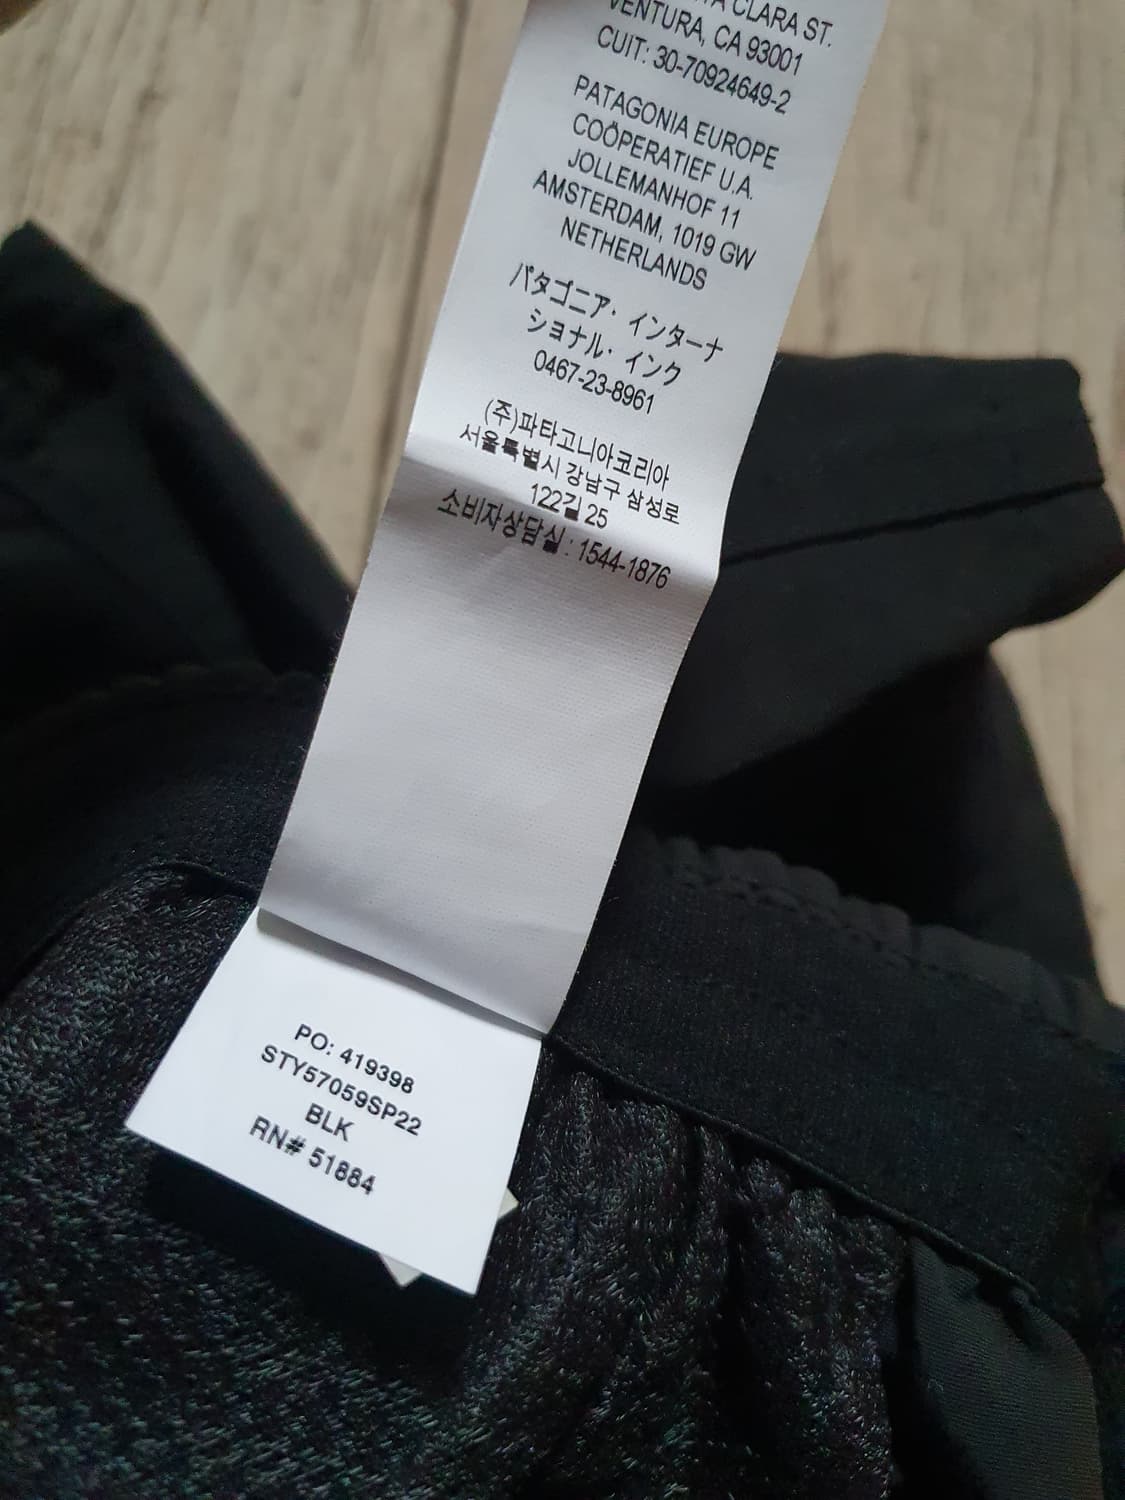 CLARA ST.
VENTURA, CA 93001
CUIT: 30-70924649-2
PATAGONIA EUROPE
COÖPERATIEF U.A.
JOLLEMANHOF 11
AMSTERDAM, 1019 GW
NETHERLANDS
パタゴニア・インターナ
ショナル・インク
0467-23-8961
(주)파타고니아코리아
서울특별시 강남구 삼성로
122길 25
소비자상담실 : 1544-1876
PO: 419398
STY57059SP22
BLK
RN# 51884